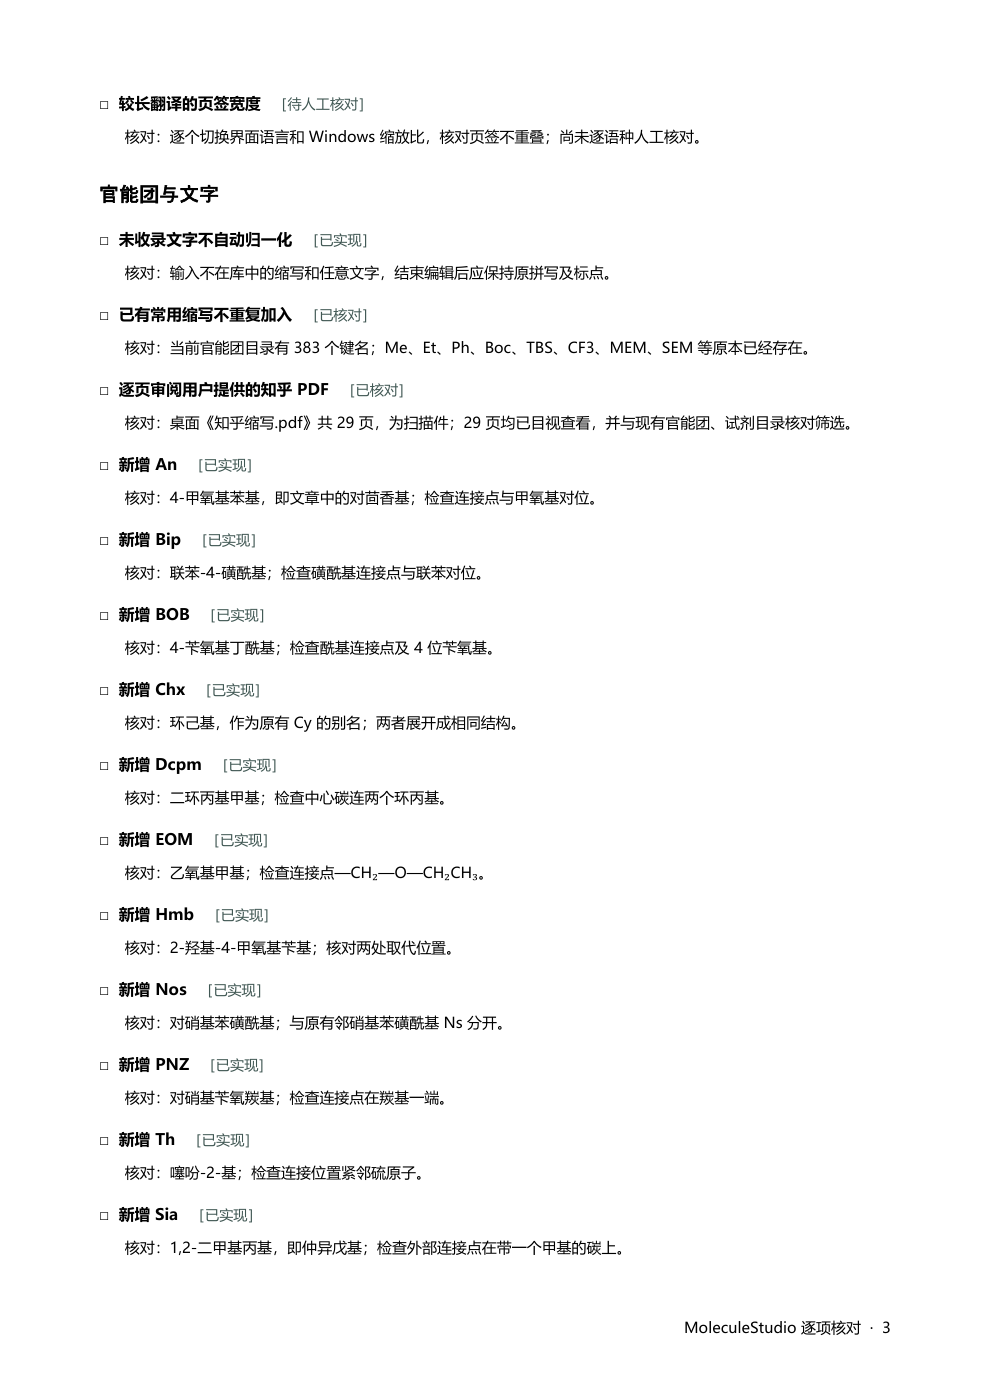 □ 较长翻译的页签宽度 [待人工核对]
核对：逐个切换界面语言和 Windows 缩放比，核对页签不重叠；尚未逐语种人工核对。
官能团与文字
□ 未收录文字不自动归一化 [已实现]
核对：输入不在库中的缩写和任意文字，结束编辑后应保持原拼写及标点。
□ 已有常用缩写不重复加入 [已核对]
核对：当前官能团目录有 383 个键名；Me、Et、Ph、Boc、TBS、CF3、MEM、SEM 等原本已经存在。
□ 逐页审阅用户提供的知乎 PDF [已核对]
核对：桌面《知乎缩写.pdf》共 29 页，为扫描件；29 页均已目视查看，并与现有官能团、试剂目录核对筛选。
□ 新增 An [已实现]
核对：4-甲氧基苯基，即文章中的对茴香基；检查连接点与甲氧基对位。
□ 新增 Bip [已实现]
核对：联苯-4-磺酰基；检查磺酰基连接点与联苯对位。
□ 新增 BOB [已实现]
核对：4-苄氧基丁酰基；检查酰基连接点及 4 位苄氧基。
□ 新增 Chx [已实现]
核对：环己基，作为原有 Cy 的别名；两者展开成相同结构。
□ 新增 Dcpm [已实现]
核对：二环丙基甲基；检查中心碳连两个环丙基。
□ 新增 EOM [已实现]
核对：乙氧基甲基；检查连接点—CH₂—O—CH₂CH₃。
□ 新增 Hmb [已实现]
核对：2-羟基-4-甲氧基苄基；核对两处取代位置。
□ 新增 Nos [已实现]
核对：对硝基苯磺酰基；与原有邻硝基苯磺酰基 Ns 分开。
□ 新增 PNZ [已实现]
核对：对硝基苄氧羰基；检查连接点在羰基一端。
□ 新增 Th [已实现]
核对：噻吩-2-基；检查连接位置紧邻硫原子。
□ 新增 Sia [已实现]
核对：1,2-二甲基丙基，即仲异戊基；检查外部连接点在带一个甲基的碳上。
MoleculeStudio 逐项核对 · 3